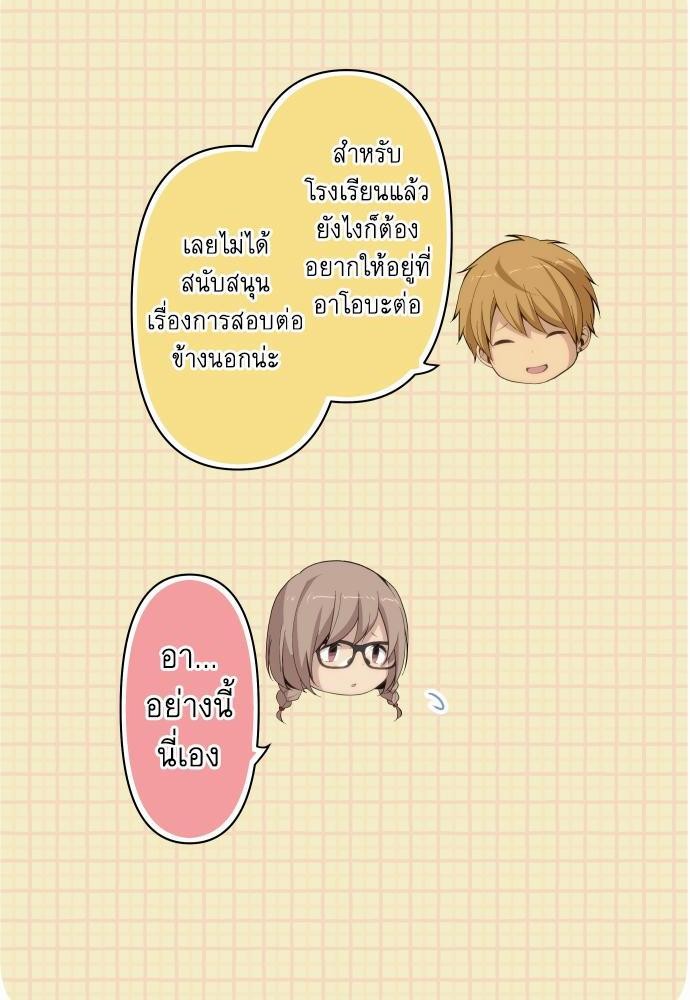 สำหรับ
โรงเรียนแล้ว
ยังไงก็ต้อง
อยากให้อยู่ที่
อาโอบะต่อ
เลยไม่ได้
สนับสนุน
เรื่องการสอบต่อ
ข้างนอกน่ะ
อา...
อย่างนี้
นี่เอง